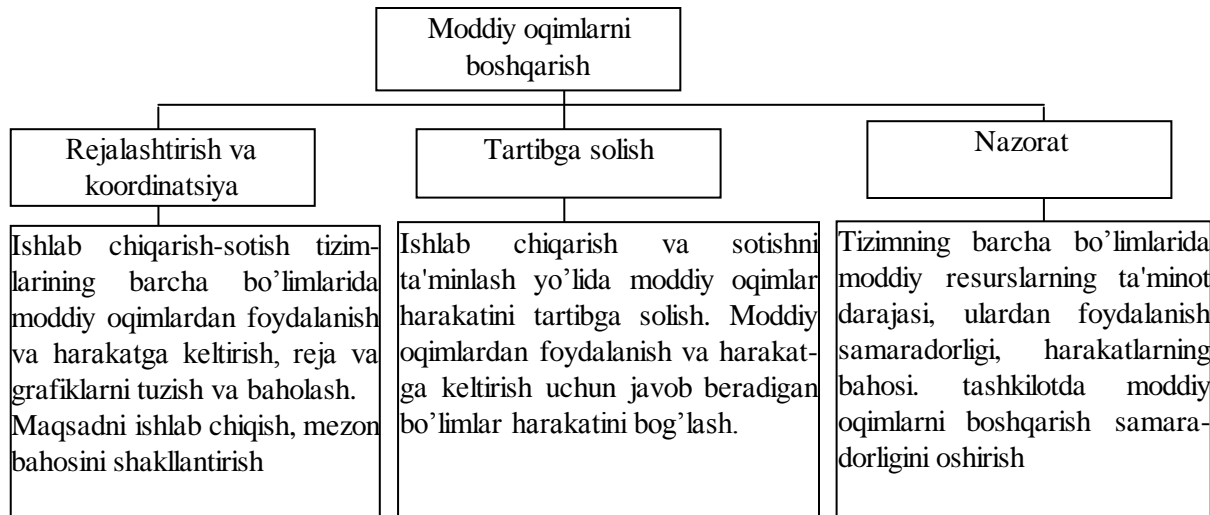 Moddiy oqimlarni
boshqarish
Rejalashtirish va
koordinatsiya
Tartibga solish
Nazorat
Ishlab chiqarish-sotish tizim-
larining barcha bo’limlarida
moddiy oqimlardan foydalanish
va harakatga keltirish, reja va
grafiklarni tuzish va baholash.
Maqsadni ishlab chiqish, mezon
bahosini shakllantirish
Ishlab chiqarish va sotishni
ta'minlash yo’lida moddiy oqimlar
harakatini tartibga solish. Moddiy
oqimlardan foydalanish va harakat-
ga keltirish uchun javob beradigan
bo’limlar harakatini bog’lash.
Tizimning barcha bo’limlarida
moddiy resurslarning ta'minot
darajasi, ulardan foydalanish
samaradorligi, harakatlarning
bahosi. tashkilotda moddiy
oqimlarni boshqarish samara-
dorligini oshirish